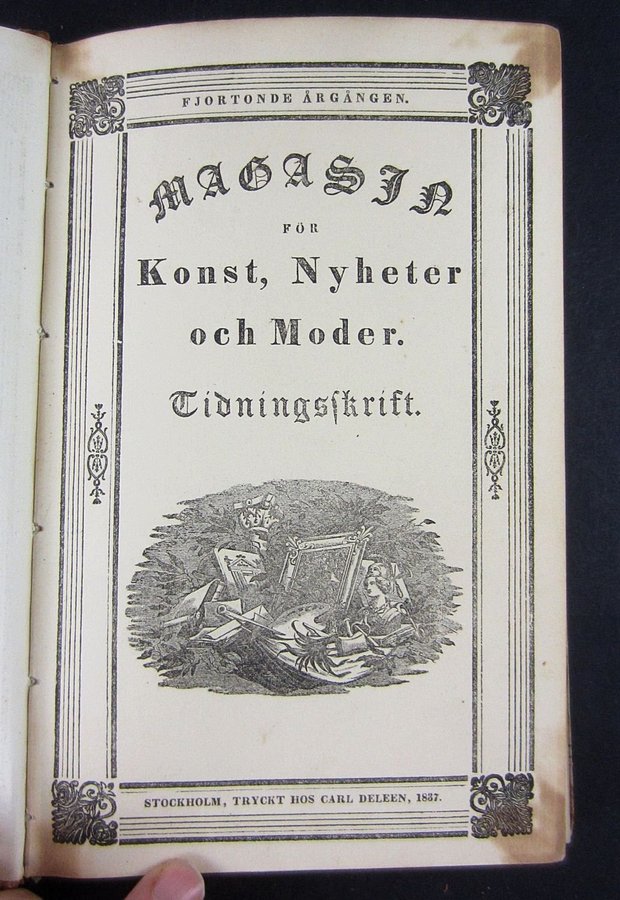 FJORTONDE ÅRGÅNGEN.
MAGASIN
FÖR
Konst, Nyheter
och Moder.
Tidningsſkrift.
STOCKHOLM, TRYCKT HOS CARL DELEEN, 1837.